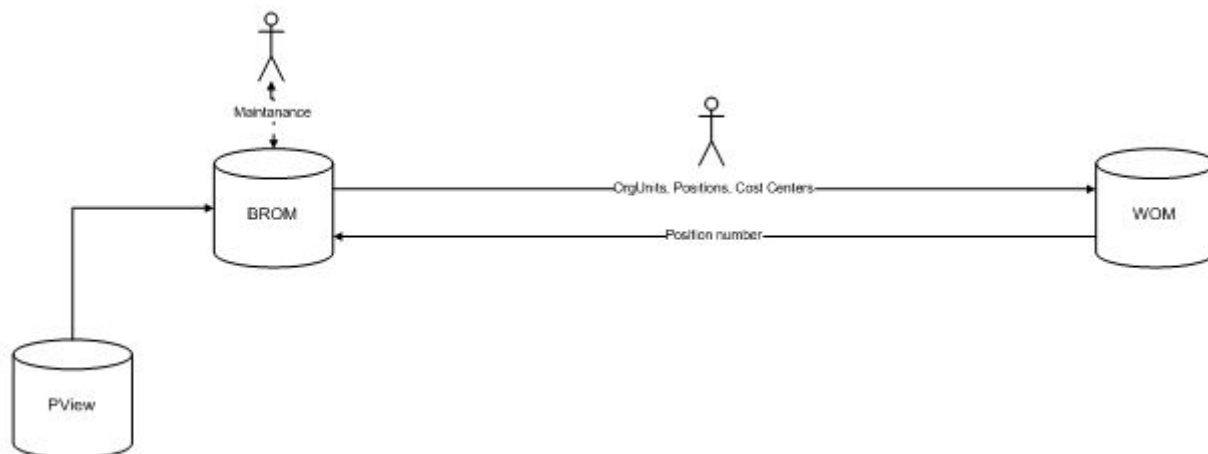 Maintanance
OrgUnits, Positions, Cost Centers
BROM
WOM
Position number
PView